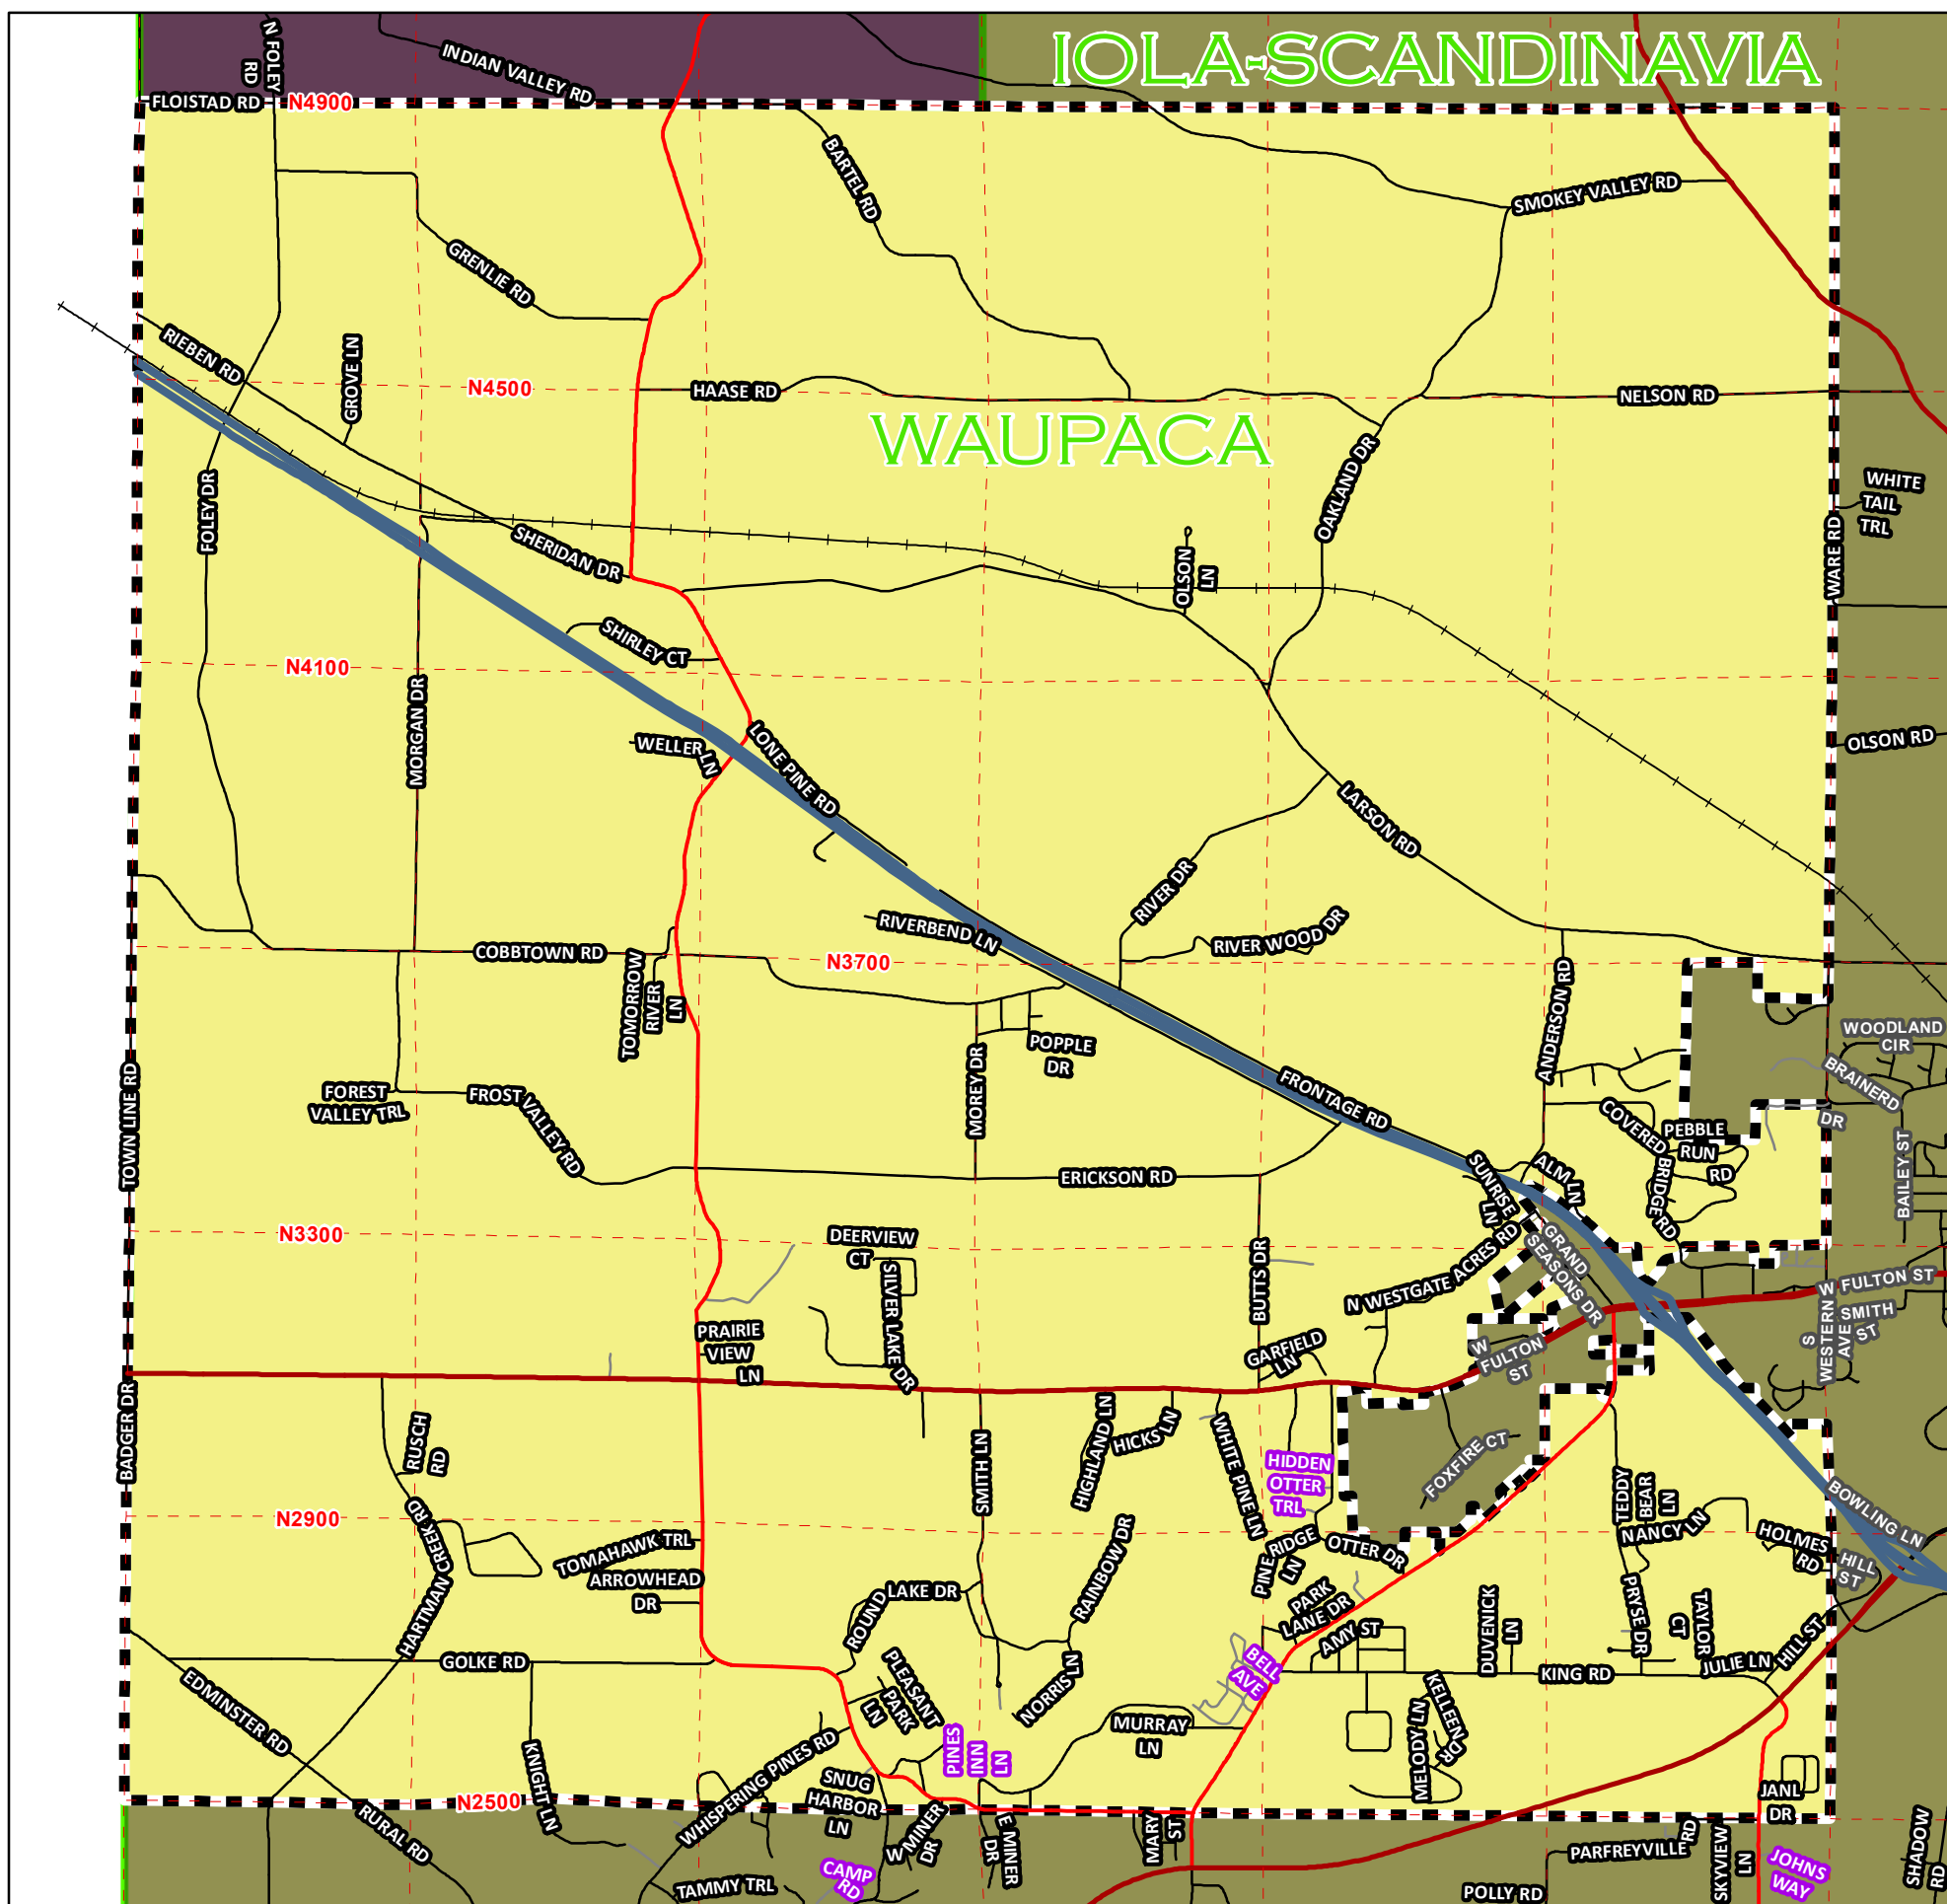 IOLA-SCANDINAVIA
N FOLEY
RD
INDIAN VALLEY RD
FLOISTAD RD
N4900
BARTEL RD
SMOKEY VALLEY RD
GRENLIE RD
RIEBEN RD
GROVE LN
N4500
HAASE RD
NELSON RD
WAUPACA
FOLEY DR
OAKLAND DR
WHITE
TAIL
TRL
WARE RD
SHERIDAN DR
OLSON
LN
SHIRLEY CT
N4100
MORGAN DR
WELLER
LN
LONE PINE RD
OLSON RD
LARSON RD
RIVER DR
RIVERBEND LN
RIVER WOOD DR
COBBTOWN RD
N3700
TOMORROW
RIVER
LN
ANDERSON RD
POPPLE
DR
MOREY DR
WOODLAND
CIR
BRAINERD
DR
TOWN LINE RD
FOREST
VALLEY TRL
FROST
VALLEY RD
FRONTAGE RD
COVERED
BRIDGE RD
PEBBLE
RUN
RD
BAILEY ST
ERICKSON RD
SUNRISE
LN
ALM LN
N3300
DEERVIEW
CT
SILVER LAKE DR
BUTTS DR
N WESTGATE ACRES RD
GRAND
SEASONS DR
W FULTON ST
SMITH
ST
S
WESTERN
AVE
PRAIRIE
VIEW
LN
GARFIELD
LN
W
FULTON
ST
BADGER DR
RUSCH
RD
SMITH LN
HIGHLAND LN
HICKS LN
WHITE PINE LN
HIDDEN
OTTER
TRL
FOXFIRE CT
TEDDY
BEAR
LN
BOWLING LN
N2900
HARTMAN CREEK RD
TOMAHAWK TRL
ARROWHEAD
DR
RAINBOW DR
PINE
RIDGE
LN
OTTER DR
NANCY LN
HOLMES
RD
HILL
ST
ROUND
LAKE DR
PARK
LANE DR
AMY ST
DUVENICK
LN
PRYSE DR
TAYLOR
CT
HILL ST
GOLKE RD
KING RD
JULIE LN
EDMINSTER RD
PLEASANT
PARK
LN
NORRIS LN
BELL
AVE
KELLEEN DR
MELODY LN
MURRAY
LN
PINES
INN
LN
KNIGHT LN
WHISPERING PINES RD
SNUG
HARBOR
LN
JANL
DR
N2500
RURAL RD
W MINER
DR
E MINER
DR
MARY
ST
PARFREYVILLE
RD
SKYVIEW
LN
JOHNS
WAY
SHADOW
RD
CAMP
RD
TAMMY TRL
POLLY RD